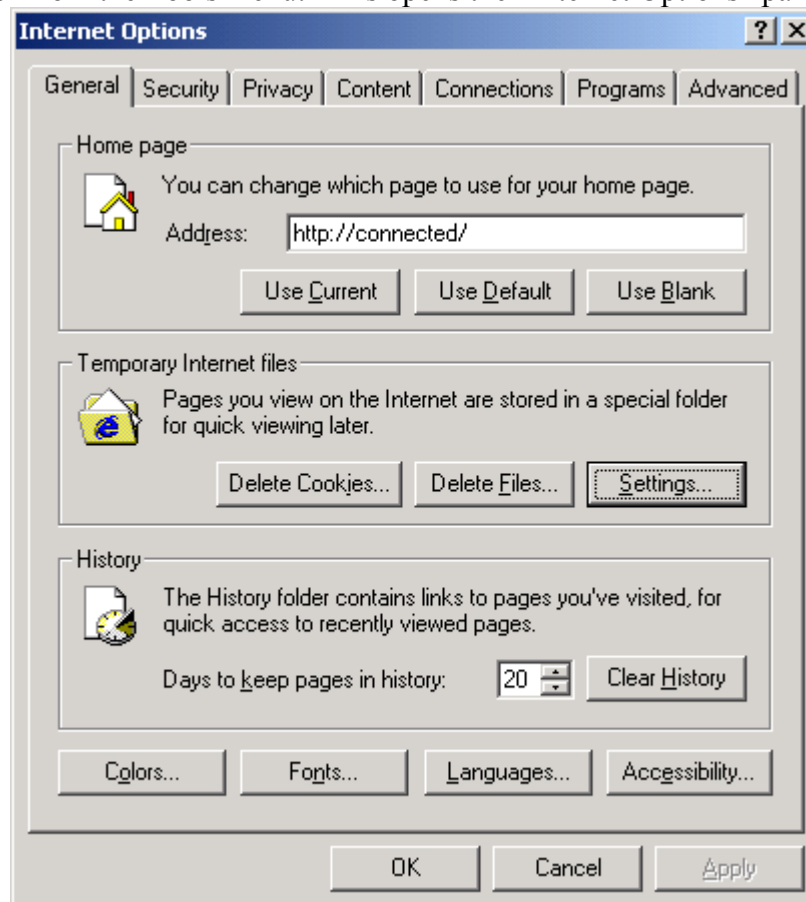 Internet Options
General Security Privacy Content Connections Programs Advanced
Home page
You can change which page to use for your home page.
Address: http://connected/
Use Current Use Default Use Blank
Temporary Internet files
Pages you view on the Internet are stored in a special folder
for quick viewing later.
Delete Cookies... Delete Files... Settings...
History
The History folder contains links to pages you've visited, for
quick access to recently viewed pages.
Days to keep pages in history: 20 Clear History
Colors... Fonts... Languages... Accessibility...
OK Cancel Apply